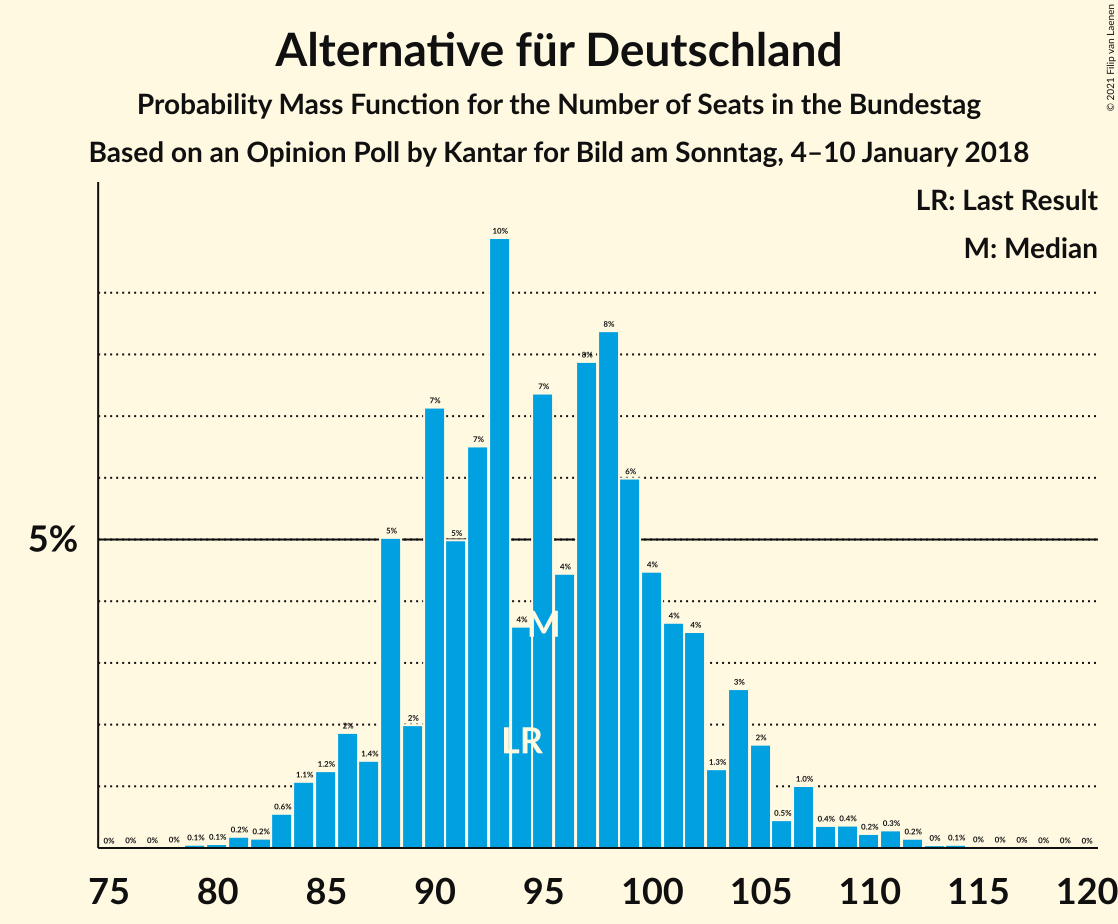 Alternative für Deutschland
Probability Mass Function for the Number of Seats in the Bundestag
Based on an Opinion Poll by Kantar for Bild am Sonntag, 4–10 January 2018
© 2021 Filip van Laenen
LR: Last Result
M: Median
5%
0% 0% 0% 0% 0.1% 0.1% 0.2% 0.2% 0.6% 1.1% 1.2% 2% 1.4% 5% 2% 7% 5% 7% 10% 4% 7% 4% 8% 8% 6% 4% 4% 4% 1.3% 3% 2% 0.5% 1.0% 0.4% 0.4% 0.2% 0.3% 0.2% 0% 0.1% 0% 0% 0% 0% 0% 0%
M
LR
75 80 85 90 95 100 105 110 115 120